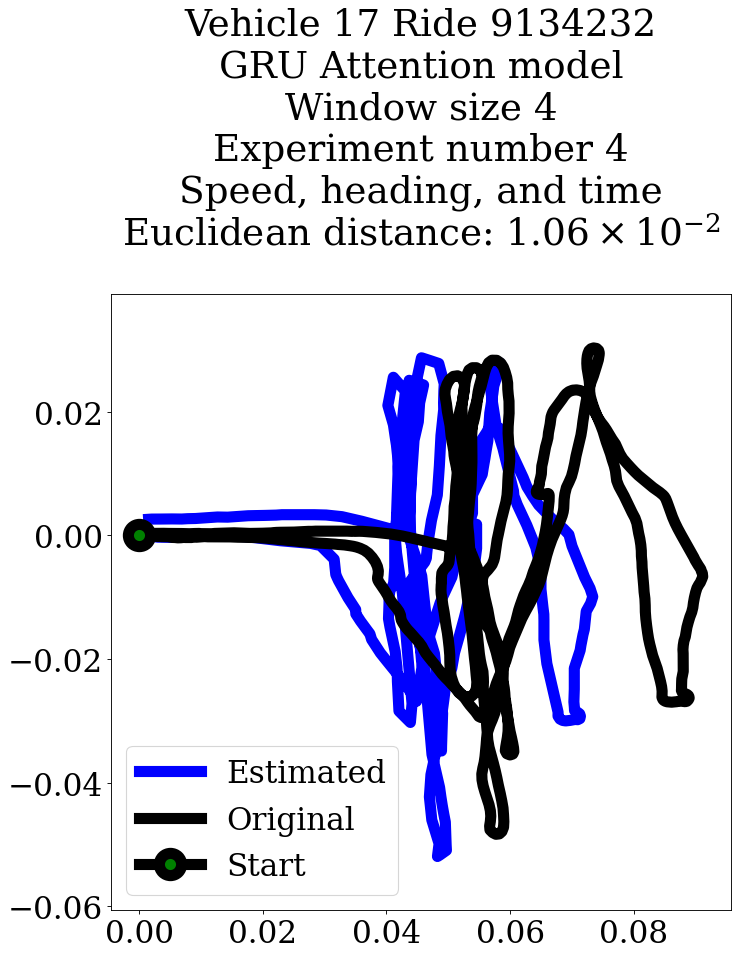 Vehicle 17 Ride 9134232
GRU Attention model
Window size 4
Experiment number 4
Speed, heading, and time
Euclidean distance: 1.06 × 10⁻²
0.02
0.00
−0.02
−0.04
−0.06
Estimated
Original
Start
0.00 0.02 0.04 0.06 0.08